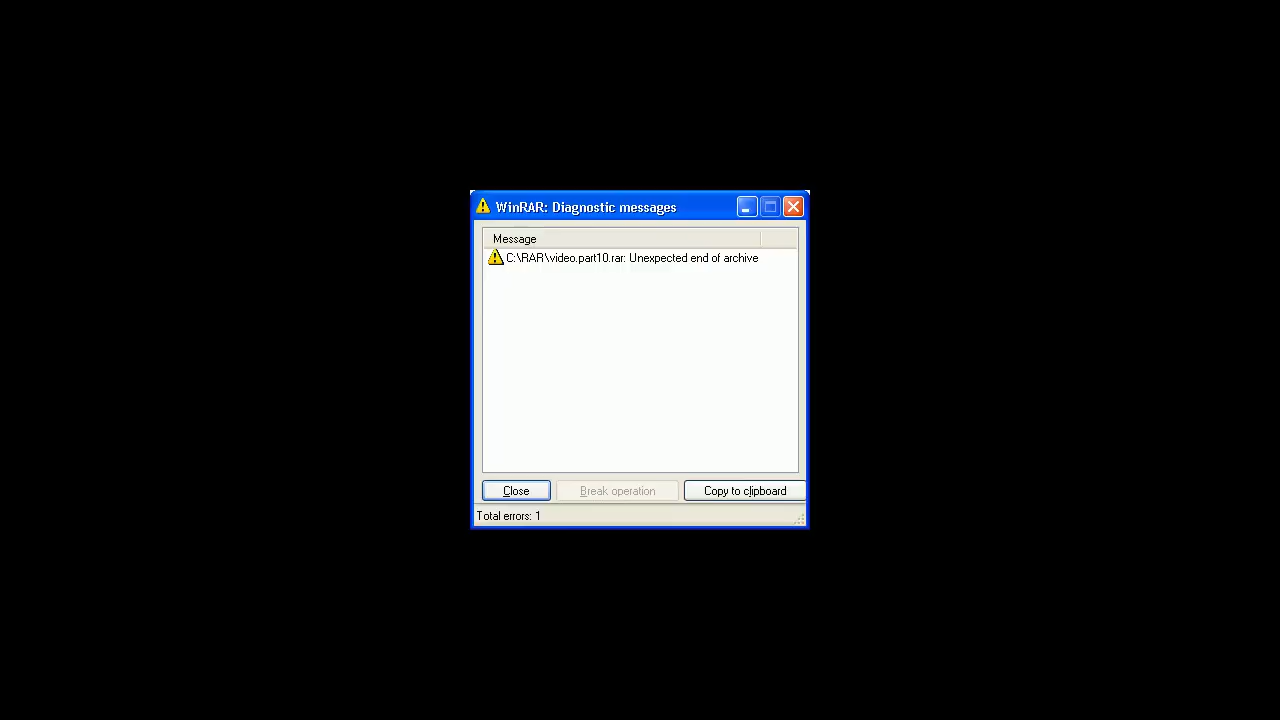 WinRAR: Diagnostic messages
Message
C:\RAR\video.part10.rar: Unexpected end of archive
Close
Break operation
Copy to clipboard
Total errors: 1